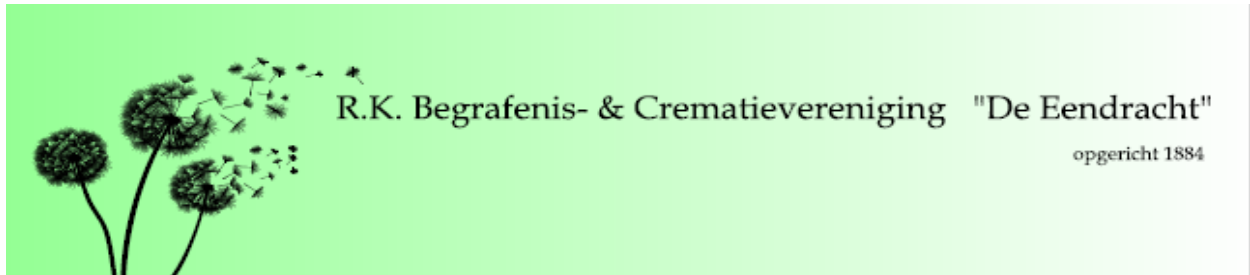 R.K. Begrafenis- & Crematievereniging "De Eendracht"
opgericht 1884